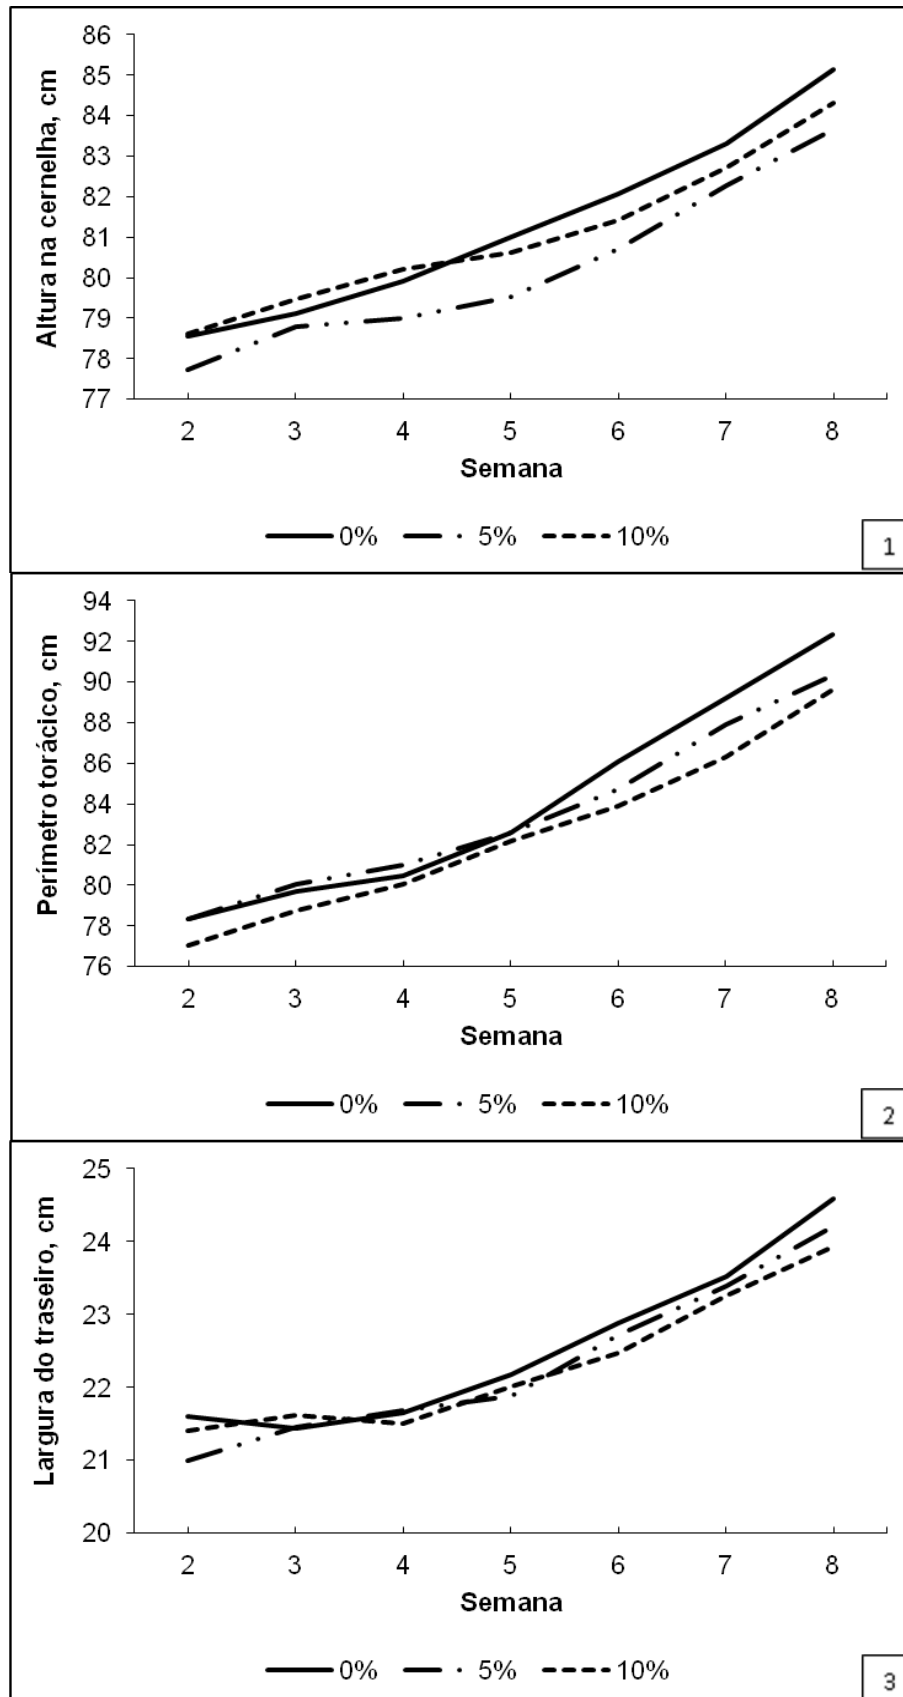 Altura na cernelha, cm
86
85
84
83
82
81
80
79
78
77
2 3 4 5 6 7 8
Semana
0% 5% 10%
1
Perímetro torácico, cm
94
92
90
88
86
84
82
80
78
76
2 3 4 5 6 7 8
Semana
0% 5% 10%
2
Largura do traseiro, cm
25
24
23
22
21
20
2 3 4 5 6 7 8
Semana
0% 5% 10%
3